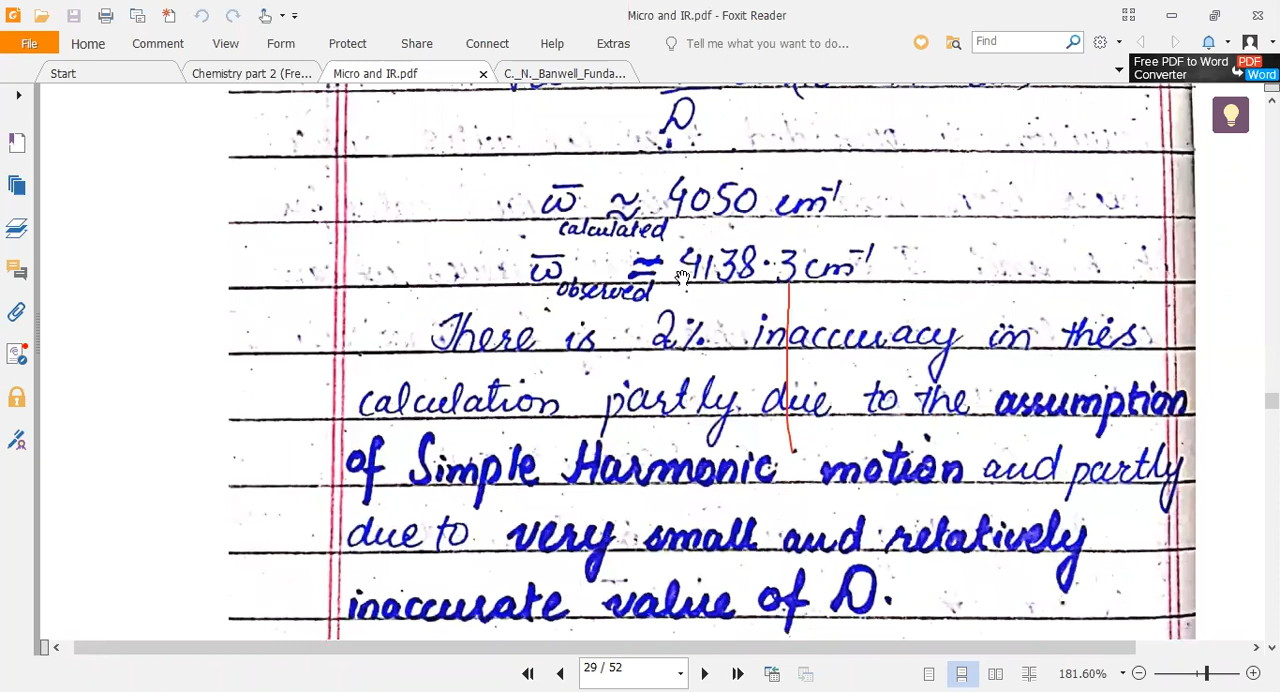 Micro and IR.pdf - Foxit Reader
File Home Comment View Form Protect Share Connect Help Extras Tell me what you want to do... Find
Free PDF to Word Converter PDF Word
Start Chemistry part 2 (Fre... Micro and IR.pdf C._N._Banwell_Funda...
D
ω̅ calculated ≈ 4050 cm⁻¹
ω̅ observed ≈ 4138.3 cm⁻¹
There is 2% inaccuracy in this
calculation partly due to the assumption
of Simple Harmonic motion and partly
due to very small and relatively
inaccurate value of D.
29 / 52 181.60%